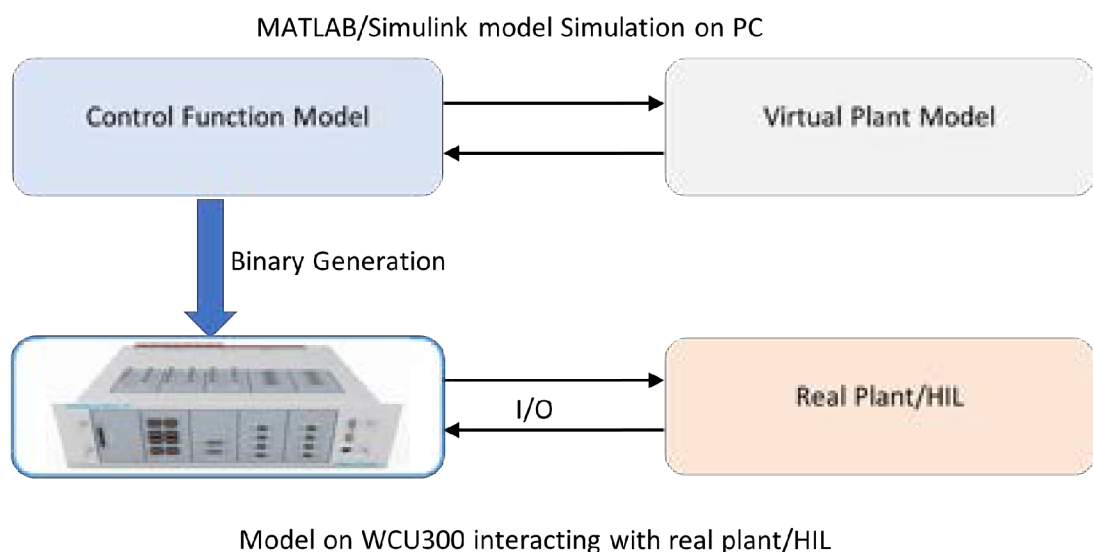 MATLAB/Simulink model Simulation on PC
Control Function Model
Virtual Plant Model
Binary Generation
I/O
Real Plant/HIL
Model on WCU300 interacting with real plant/HIL